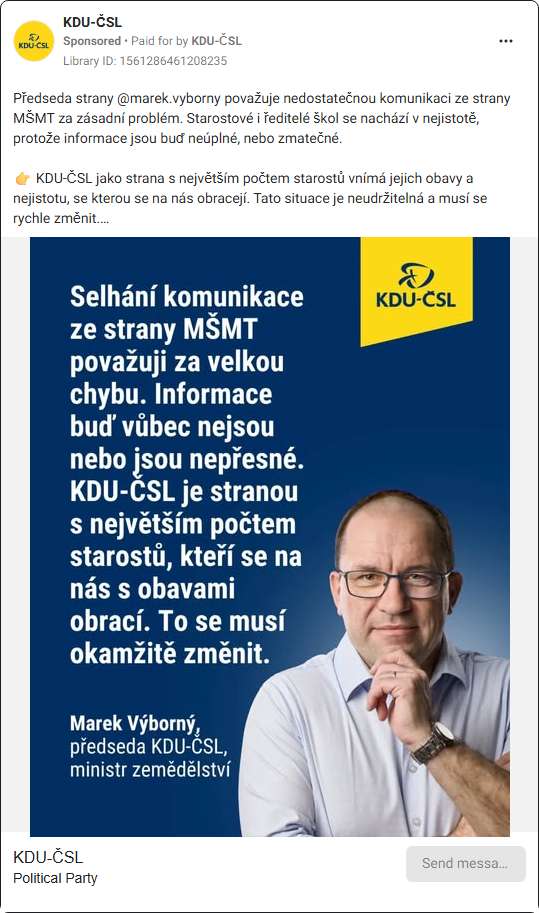 KDU-ČSL
Sponsored • Paid for by KDU-ČSL
Library ID: 1561286461208235
Předseda strany @marek.vyborny považuje nedostatečnou komunikaci ze strany
MŠMT za zásadní problém. Starostové i ředitelé škol se nachází v nejistotě,
protože informace jsou buď neúplné, nebo zmatečné.
👉 KDU-ČSL jako strana s největším počtem starostů vnímá jejich obavy a
nejistotu, se kterou se na nás obracejí. Tato situace je neudržitelná a musí se
rychle změnit....
KDU-ČSL
Selhání komunikace
ze strany MŠMT
považuji za velkou
chybu. Informace
buď vůbec nejsou
nebo jsou nepřesné.
KDU-ČSL je stranou
s největším počtem
starostů, kteří se na
nás s obavami
obrací. To se musí
okamžitě změnit.
Marek Výborný,
předseda KDU-ČSL,
ministr zemědělství
KDU-ČSL
Political Party
Send messa...